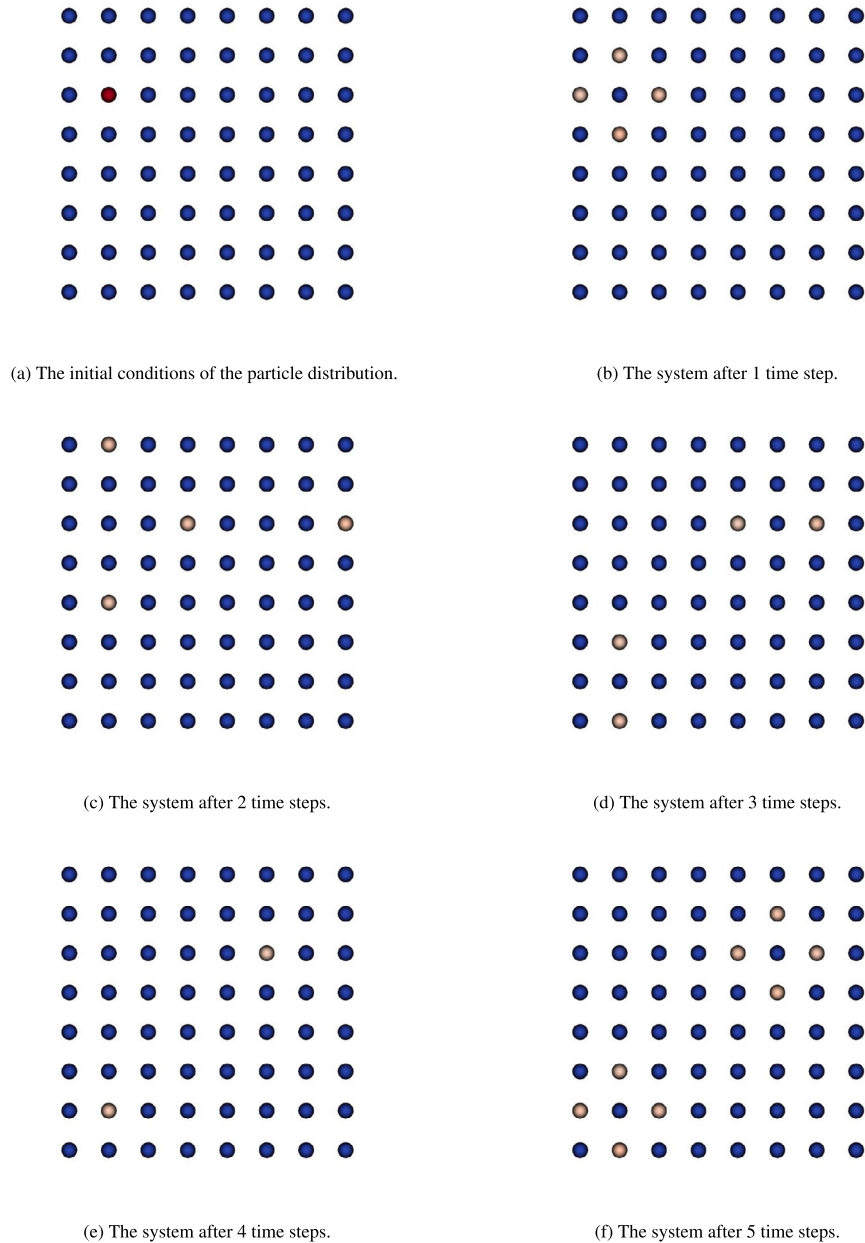 (a) The initial conditions of the particle distribution.
(b) The system after 1 time step.
(c) The system after 2 time steps.
(d) The system after 3 time steps.
(e) The system after 4 time steps.
(f) The system after 5 time steps.